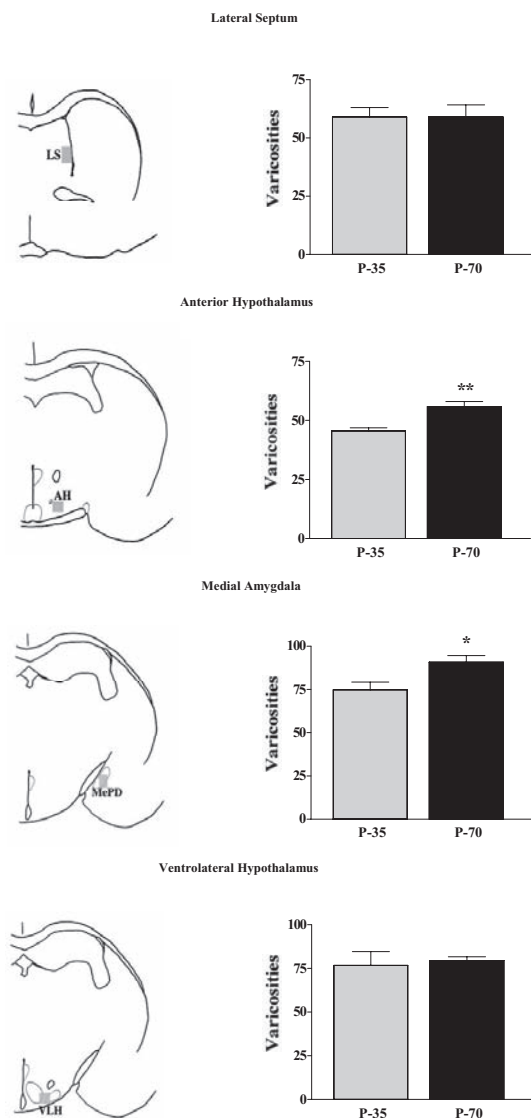 Lateral Septum
LS
Varicosities
75
50
25
0
P-35
P-70
Anterior Hypothalamus
AH
Varicosities
75
50
25
0
**
P-35
P-70
Medial Amygdala
MePD
Varicosities
100
75
50
25
0
*
P-35
P-70
Ventrolateral Hypothalamus
VLH
Varicosities
100
75
50
25
0
P-35
P-70